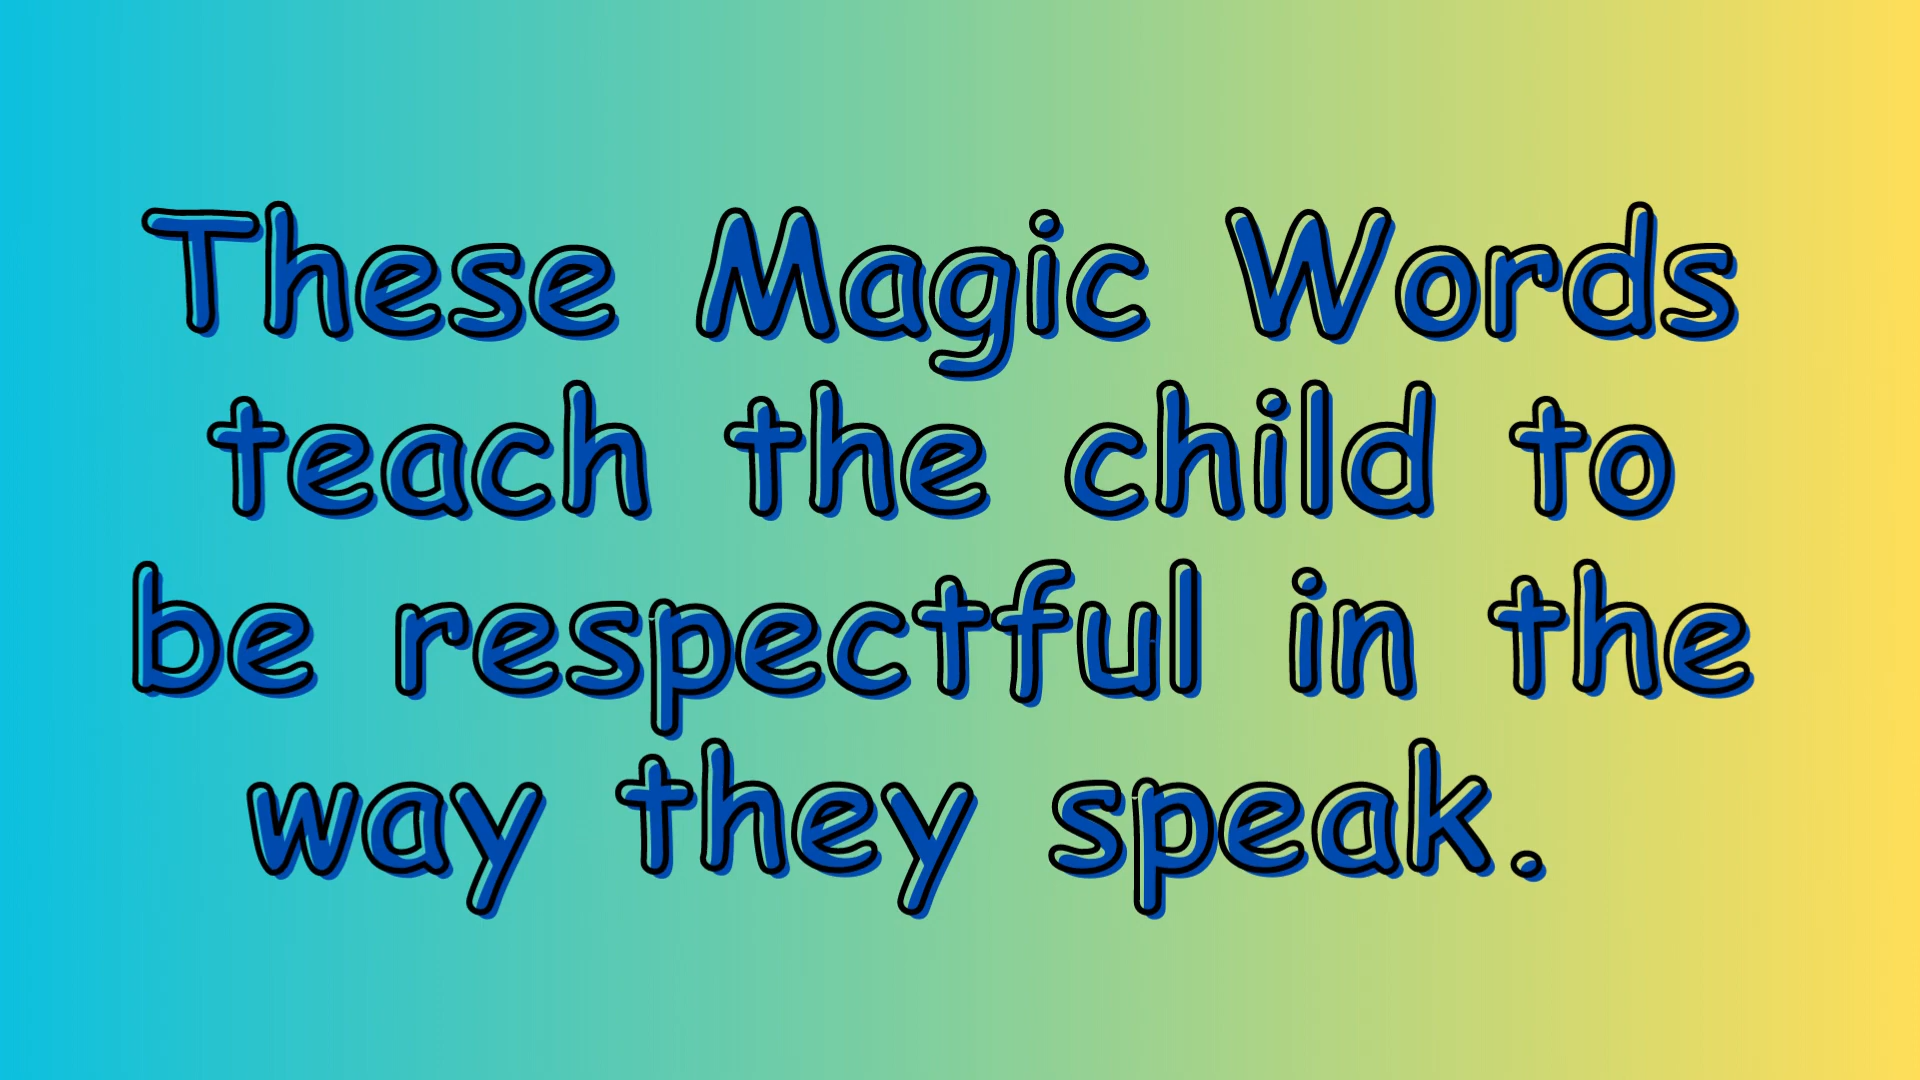 These Magic Words
teach the child to
be respectful in the
way they speak.